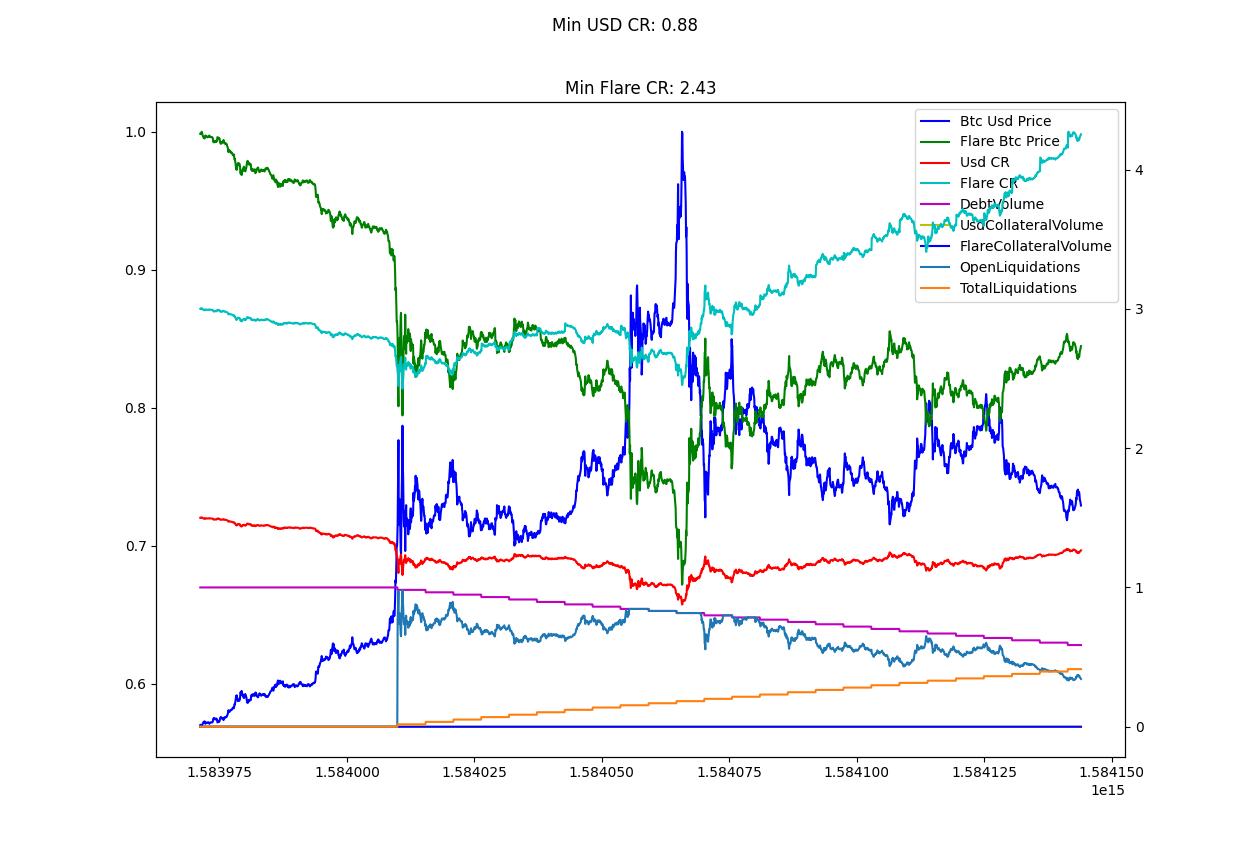 Min USD CR: 0.88
Min Flare CR: 2.43
Btc Usd Price
Flare Btc Price
Usd CR
Flare CR
DebtVolume
UsdCollateralVolume
FlareCollateralVolume
OpenLiquidations
TotalLiquidations
1.0
0.9
0.8
0.7
0.6
4
3
2
1
0
1.583975
1.584000
1.584025
1.584050
1.584075
1.584100
1.584125
1.584150
1e15